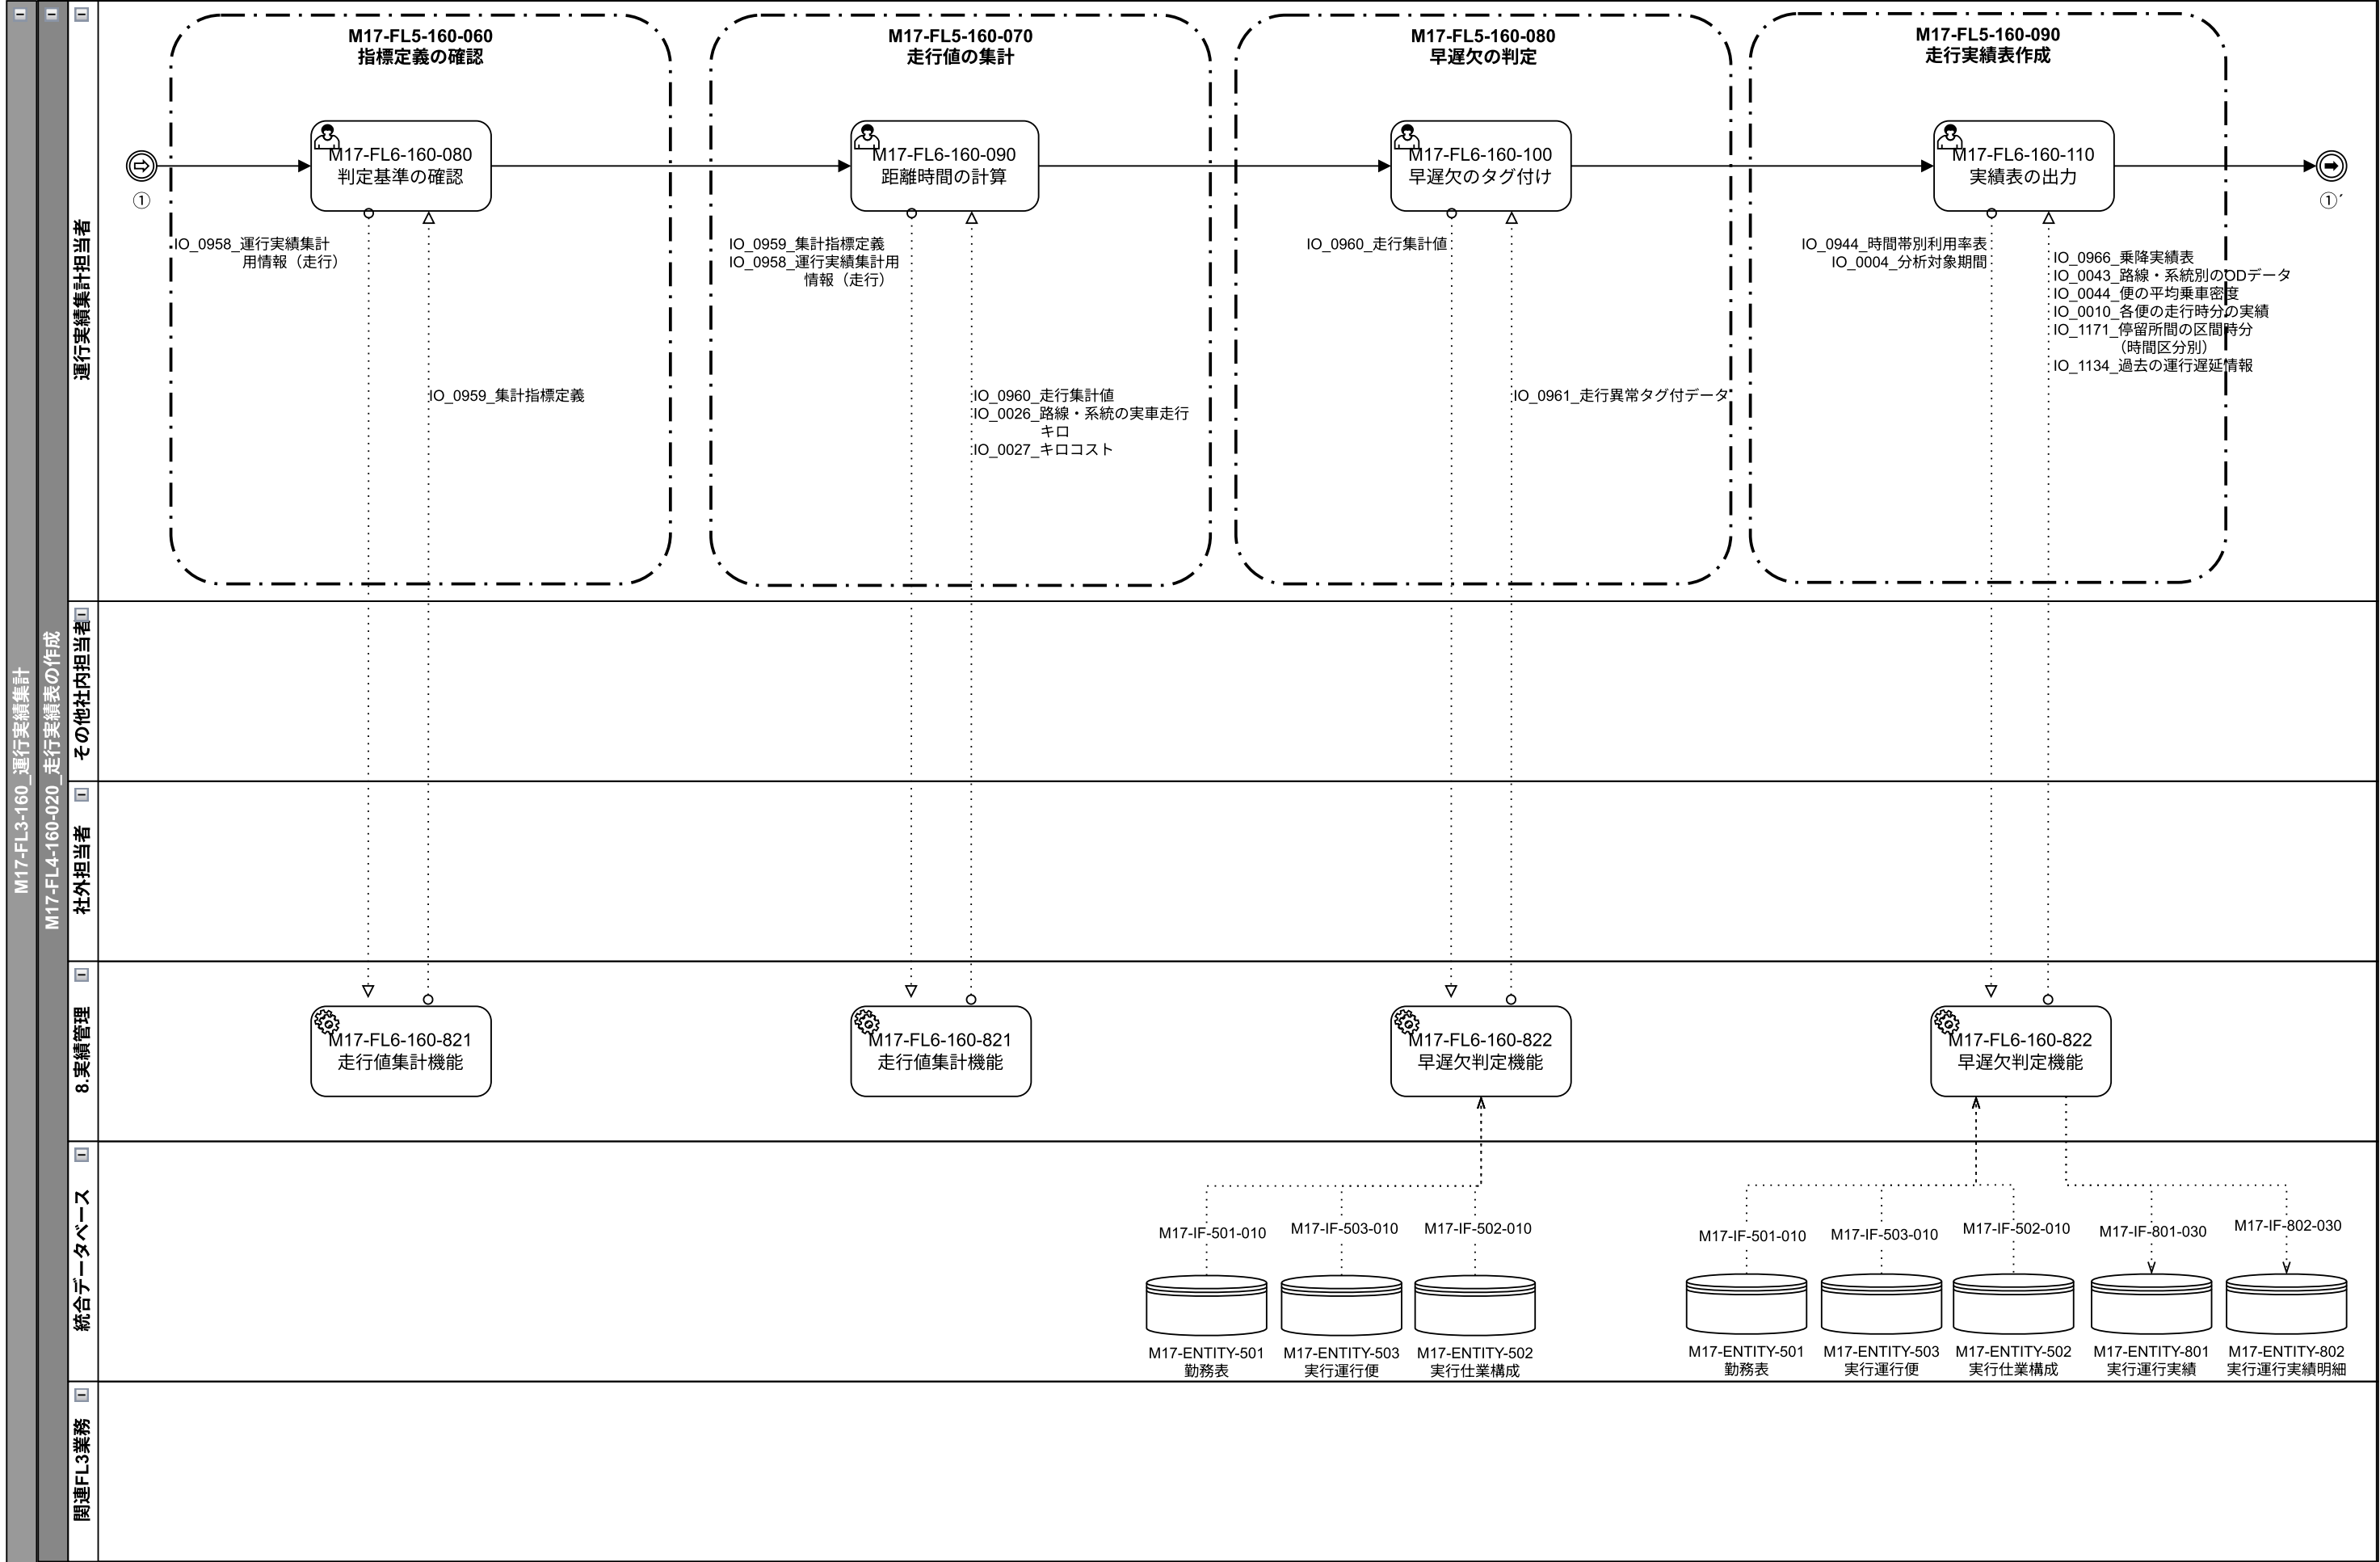 M17-FL3-160_運行実績集計
M17-FL4-160-020_走行実績表の作成
運行実績集計担当者
M17-FL5-160-060
指標定義の確認
M17-FL5-160-070
走行値の集計
M17-FL5-160-080
早遅欠の判定
M17-FL5-160-090
走行実績表作成
①
M17-FL6-160-080
判定基準の確認
M17-FL6-160-090
距離時間の計算
M17-FL6-160-100
早遅欠のタグ付け
M17-FL6-160-110
実績表の出力
①´
IO_0958_運行実績集計
用情報（走行）
IO_0959_集計指標定義
IO_0959_集計指標定義
IO_0958_運行実績集計用
情報（走行）
IO_0960_走行集計値
IO_0026_路線・系統の実車走行
キロ
IO_0027_キロコスト
IO_0960_走行集計値
IO_0961_走行異常タグ付データ
IO_0944_時間帯別利用率表
IO_0004_分析対象期間
IO_0966_乗降実績表
IO_0043_路線・系統別のODデータ
IO_0044_便の平均乗車密度
IO_0010_各便の走行時分の実績
IO_1171_停留所間の区間時分
（時間区分別）
IO_1134_過去の運行遅延情報
その他社内担当者
社外担当者
8.実績管理
M17-FL6-160-821
走行値集計機能
M17-FL6-160-821
走行値集計機能
M17-FL6-160-822
早遅欠判定機能
M17-FL6-160-822
早遅欠判定機能
統合データベース
M17-IF-501-010
M17-IF-503-010
M17-IF-502-010
M17-IF-501-010
M17-IF-503-010
M17-IF-502-010
M17-IF-801-030
M17-IF-802-030
M17-ENTITY-501
勤務表
M17-ENTITY-503
実行運行便
M17-ENTITY-502
実行仕業構成
M17-ENTITY-501
勤務表
M17-ENTITY-503
実行運行便
M17-ENTITY-502
実行仕業構成
M17-ENTITY-801
実行運行実績
M17-ENTITY-802
実行運行実績明細
関連FL3業務